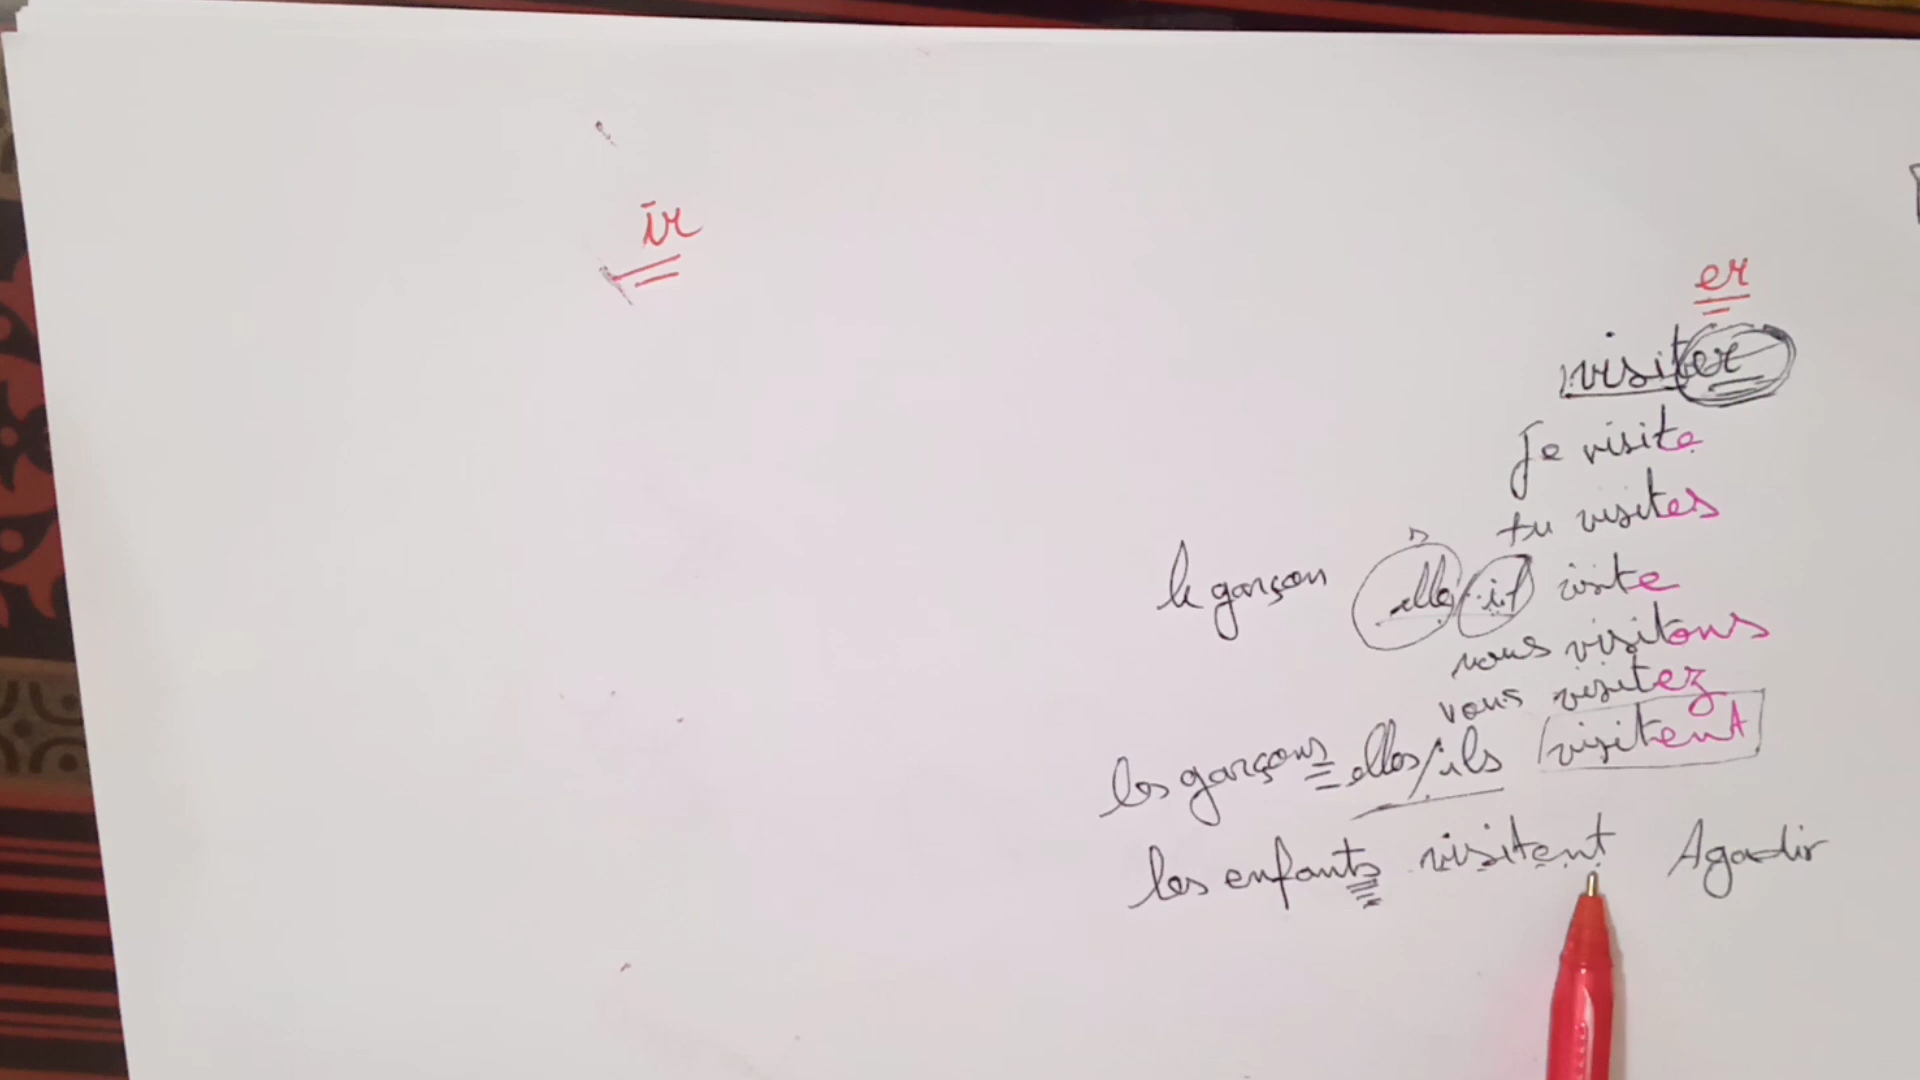 ir
er
visiter
Je visite
tu visites
le garçon elle il visite
nous visitons
vous visitez
les garçons elles/ils visitent
les enfants visitent Agadir